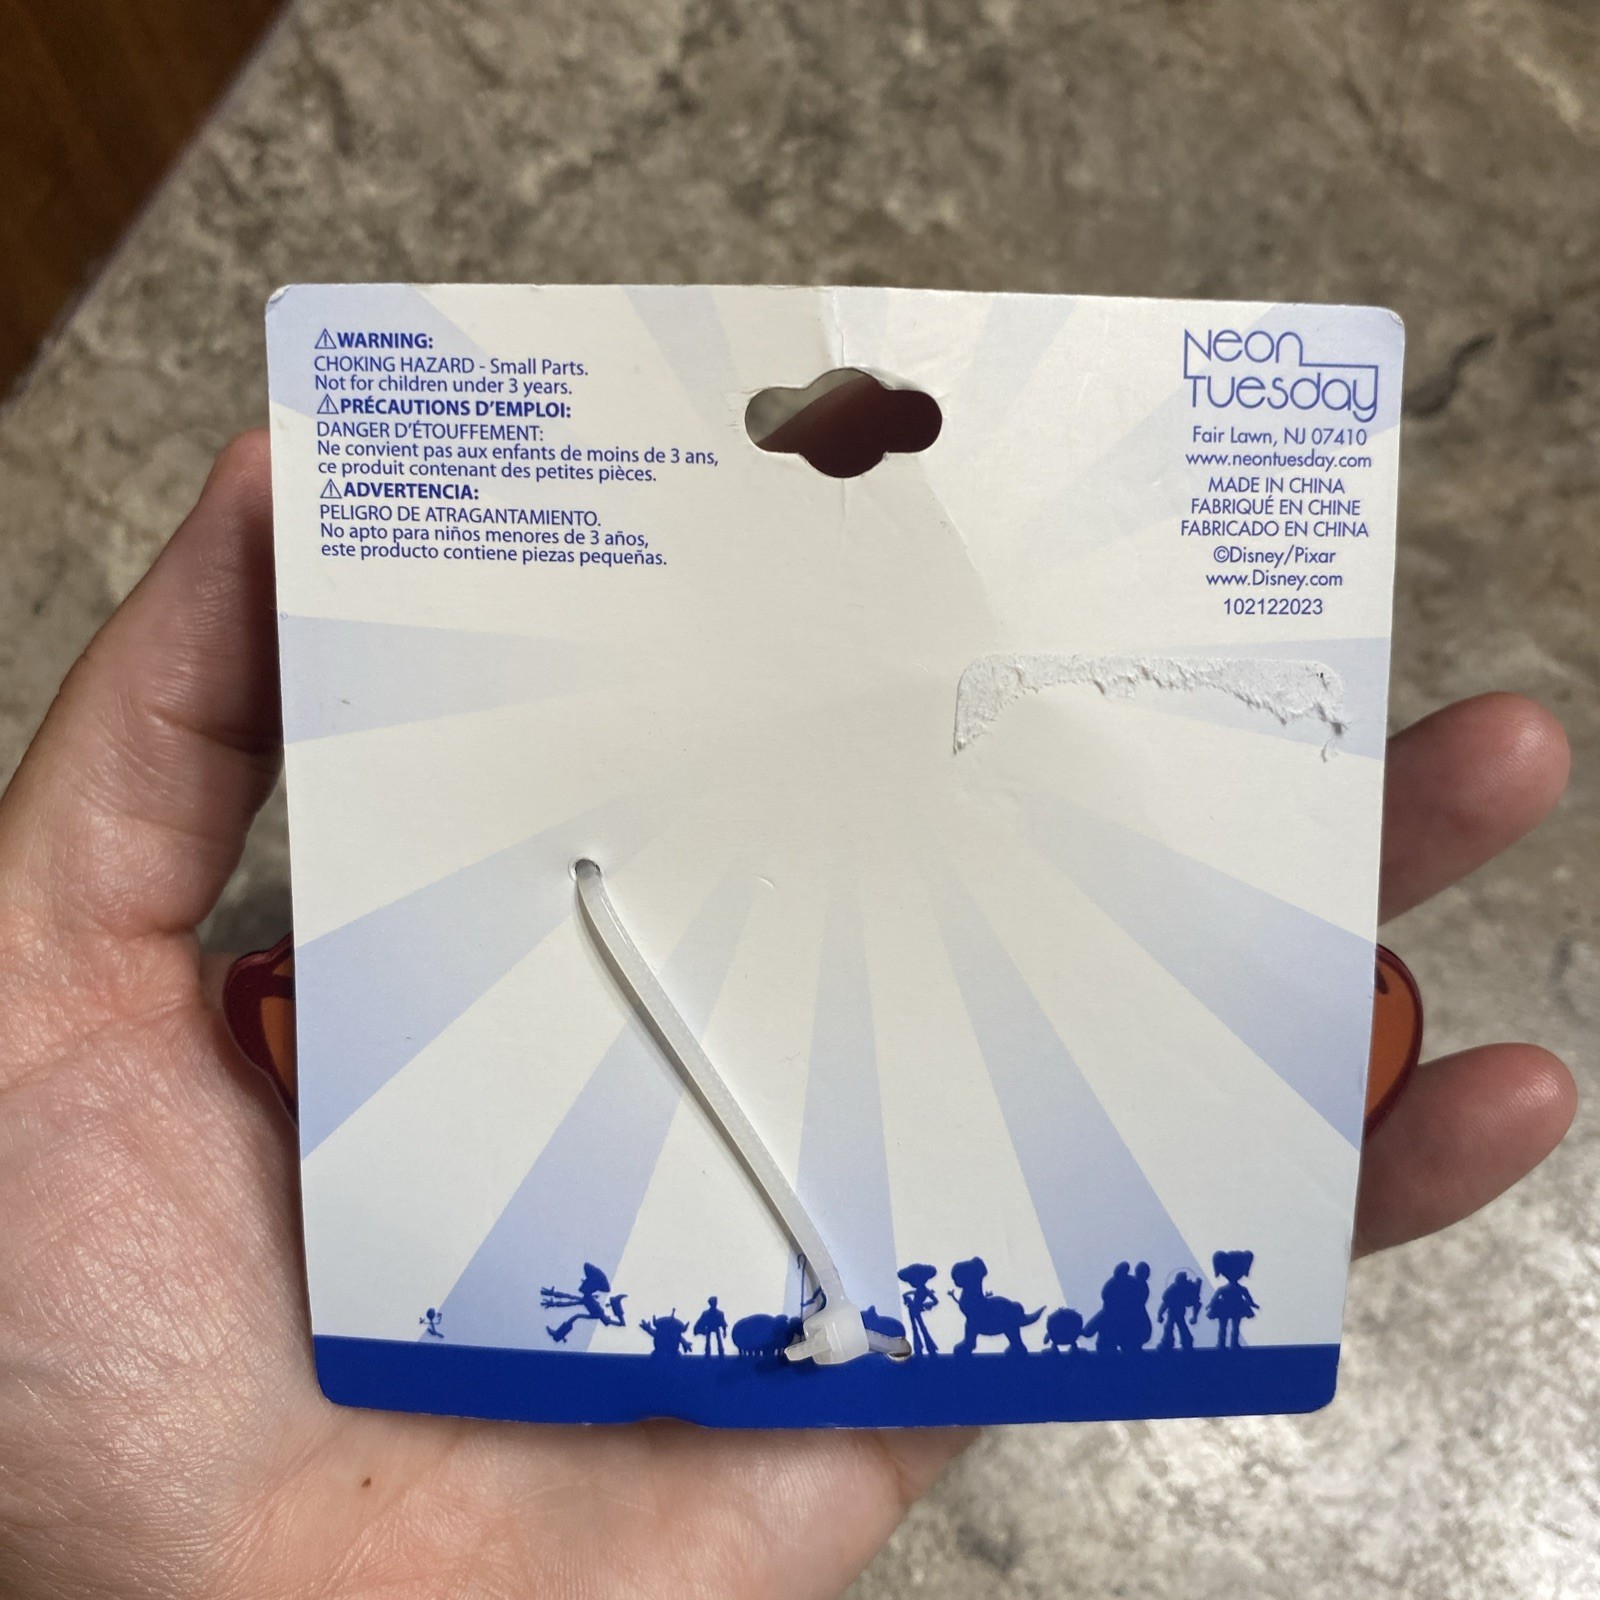 ⚠WARNING:
CHOKING HAZARD - Small Parts.
Not for children under 3 years.
⚠PRÉCAUTIONS D'EMPLOI:
DANGER D'ÉTOUFFEMENT:
Ne convient pas aux enfants de moins de 3 ans,
ce produit contenant des petites pièces.
⚠ADVERTENCIA:
PELIGRO DE ATRAGANTAMIENTO.
No apto para niños menores de 3 años,
este producto contiene piezas pequeñas.
Neon
Tuesday
Fair Lawn, NJ 07410
www.neontuesday.com
MADE IN CHINA
FABRIQUÉ EN CHINE
FABRICADO EN CHINA
©Disney/Pixar
www.Disney.com
102122023